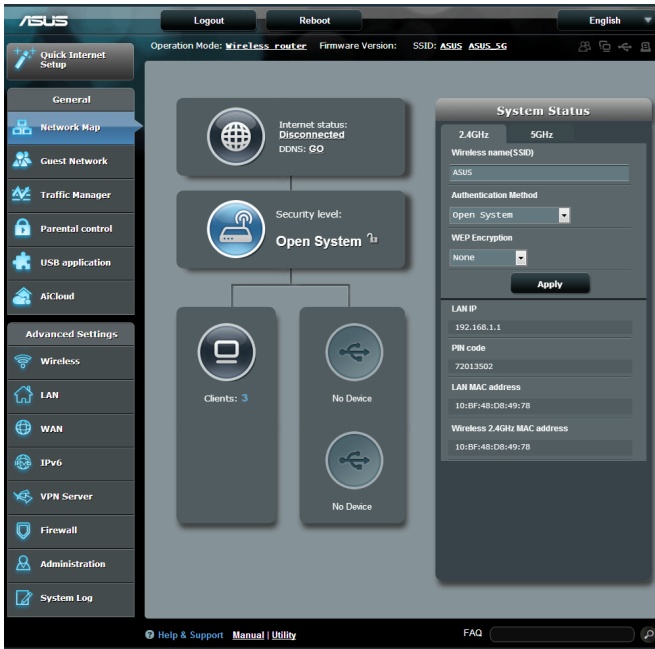 ASUS
Logout
Reboot
English
Quick Internet
Setup
Operation Mode: Wireless router Firmware Version: SSID: ASUS ASUS_5G
General
Network Map
Guest Network
Traffic Manager
Parental control
USB application
AiCloud
Advanced Settings
Wireless
LAN
WAN
IPv6
VPN Server
Firewall
Administration
System Log
Internet status:
Disconnected
DDNS: GO
Security level:
Open System
Clients: 3
No Device
No Device
System Status
2.4GHz 5GHz
Wireless name(SSID)
ASUS
Authentication Method
Open System
WEP Encryption
None
Apply
LAN IP
192.168.1.1
PIN code
72013502
LAN MAC address
10:BF:48:D8:49:78
Wireless 2.4GHz MAC address
10:BF:48:D8:49:78
Help & Support Manual | Utility
FAQ